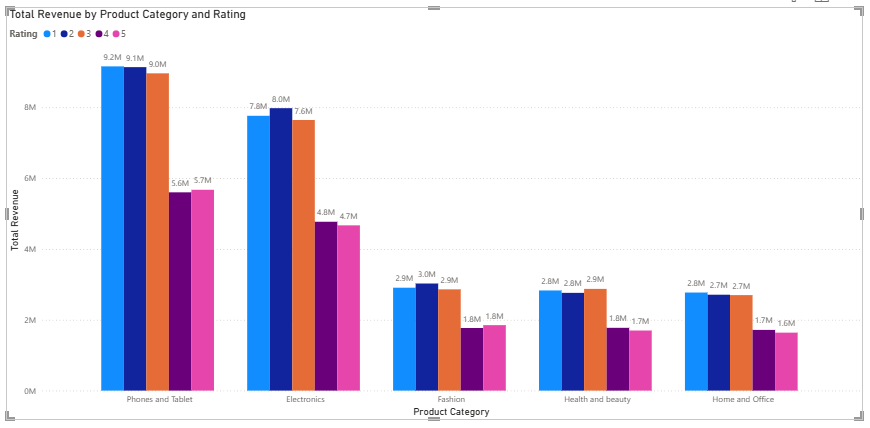 Total Revenue by Product Category and Rating
Rating 1 2 3 4 5
Total Revenue
8M
6M
4M
2M
0M
9.2M 9.1M 9.0M 5.6M 5.7M
7.8M 8.0M 7.6M 4.8M 4.7M
2.9M 3.0M 2.9M 1.8M 1.8M
2.8M 2.8M 2.9M 1.8M 1.7M
2.8M 2.7M 2.7M 1.7M 1.6M
Phones and Tablet Electronics Fashion Health and beauty Home and Office
Product Category